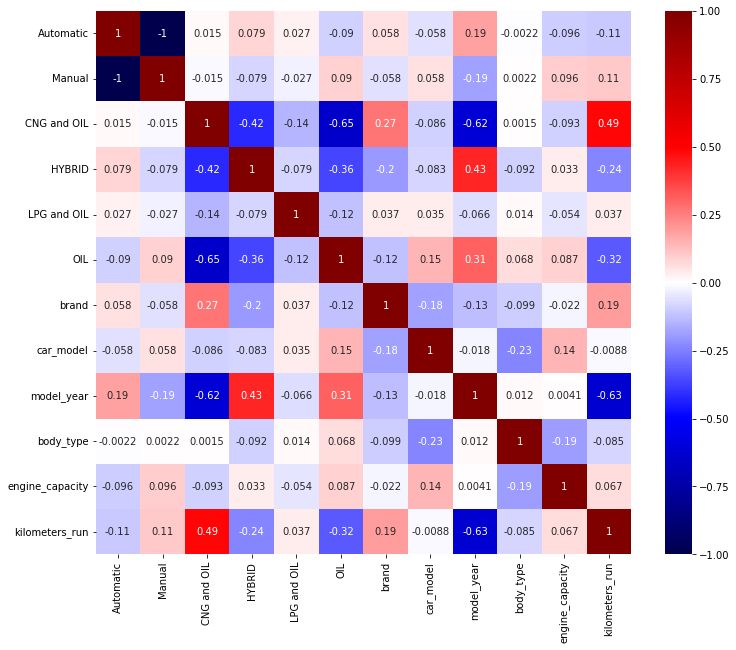 Automatic 1 -1 0.015 0.079 0.027 -0.09 0.058 -0.058 0.19 -0.0022 -0.096 -0.11
Manual -1 1 -0.015 -0.079 -0.027 0.09 -0.058 0.058 -0.19 0.0022 0.096 0.11
CNG and OIL 0.015 -0.015 1 -0.42 -0.14 -0.65 0.27 -0.086 -0.62 0.0015 -0.093 0.49
HYBRID 0.079 -0.079 -0.42 1 -0.079 -0.36 -0.2 -0.083 0.43 -0.092 0.033 -0.24
LPG and OIL 0.027 -0.027 -0.14 -0.079 1 -0.12 0.037 0.035 -0.066 0.014 -0.054 0.037
OIL -0.09 0.09 -0.65 -0.36 -0.12 1 -0.12 0.15 0.31 0.068 0.087 -0.32
brand 0.058 -0.058 0.27 -0.2 0.037 -0.12 1 -0.18 -0.13 -0.099 -0.022 0.19
car_model -0.058 0.058 -0.086 -0.083 0.035 0.15 -0.18 1 -0.018 -0.23 0.14 -0.0088
model_year 0.19 -0.19 -0.62 0.43 -0.066 0.31 -0.13 -0.018 1 0.012 0.0041 -0.63
body_type -0.0022 0.0022 0.0015 -0.092 0.014 0.068 -0.099 -0.23 0.012 1 -0.19 -0.085
engine_capacity -0.096 0.096 -0.093 0.033 -0.054 0.087 -0.022 0.14 0.0041 -0.19 1 0.067
kilometers_run -0.11 0.11 0.49 -0.24 0.037 -0.32 0.19 -0.0088 -0.63 -0.085 0.067 1
Automatic
Manual
CNG and OIL
HYBRID
LPG and OIL
OIL
brand
car_model
model_year
body_type
engine_capacity
kilometers_run
1.00
0.75
0.50
0.25
0.00
−0.25
−0.50
−0.75
−1.00